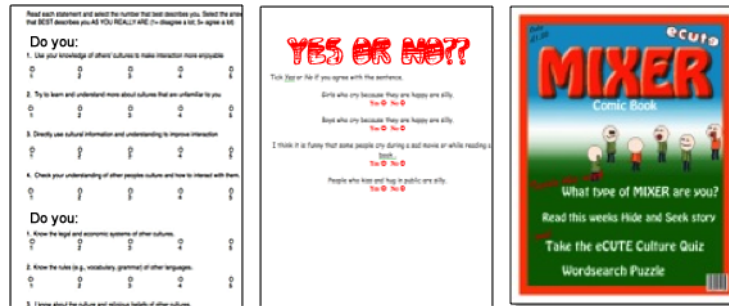 Read each statement and select the number that best describes you. Select the answ
that BEST describes you AS YOU REALLY ARE (1= disagree a lot; 5= agree a lot)
Do you:
1. Use your knowledge of others' cultures to make interaction more enjoyable
1 2 3 4 5
2. Try to learn and understand more about cultures that are unfamiliar to you
1 2 3 4 5
3. Directly use cultural information and understanding to improve interaction
1 2 3 4 5
4. Check your understanding of other peoples culture and how to interact with them.
1 2 3 4 5
Do you:
1. Know the legal and economic systems of other cultures.
1 2 3 4 5
2. Know the rules (e.g., vocabulary, grammar) of other languages.
1 2 3 4 5
3. I know about the culture and religious beliefs of other cultures.
YES OR NO??
Tick Yes or No if you agree with the sentence.
Girls who cry because they are happy are silly.
Yes No
Boys who cry because they are happy are silly.
Yes No
I think it is funny that some people cry during a sad movie or while reading a
book .
Yes No
People who kiss and hug in public are silly.
Yes No
eCUTE
MIXER
Comic Book
What type of MIXER are you?
Read this weeks Hide and Seek story
Take the eCUTE Culture Quiz
Wordsearch Puzzle